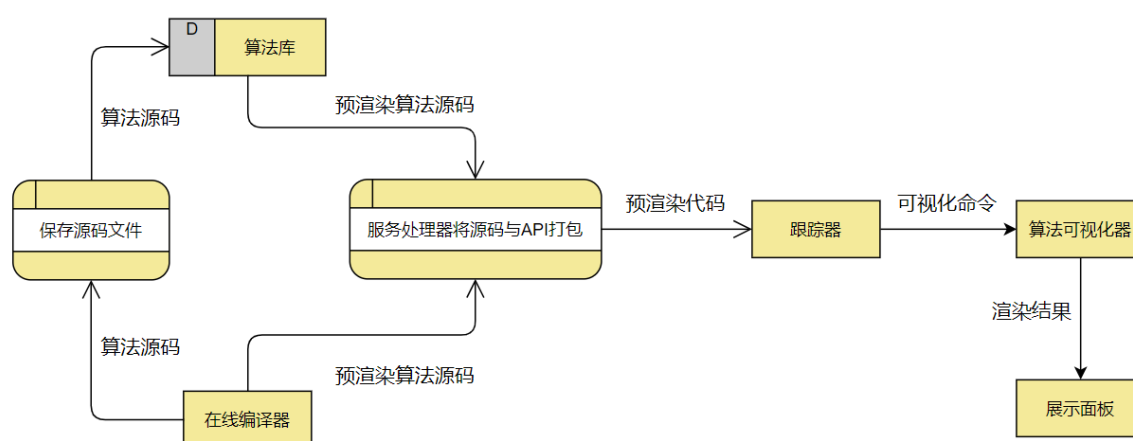 D
算法库
预渲染算法源码
算法源码
保存源码文件
服务处理器将源码与API打包
预渲染代码
跟踪器
可视化命令
算法可视化器
渲染结果
算法源码
预渲染算法源码
在线编译器
展示面板